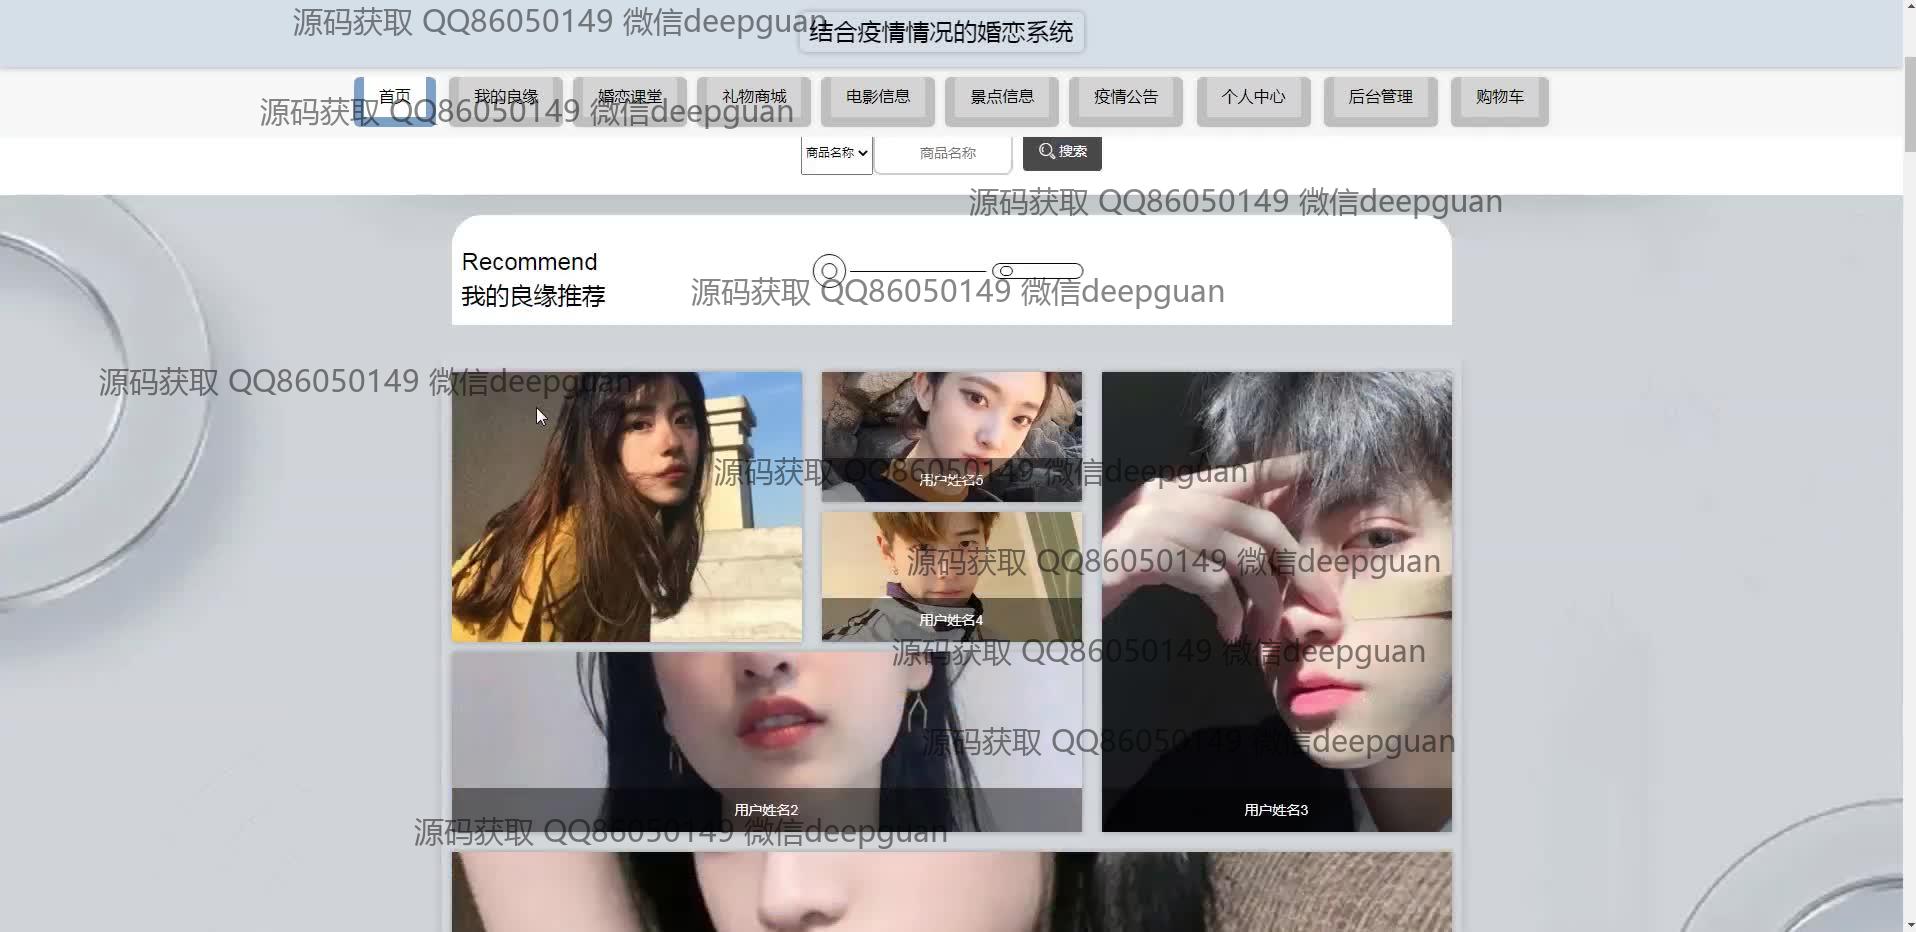 源码获取 QQ86050149 微信deepguan
结合疫情情况的婚恋系统
首页 我的良缘 婚恋课堂 礼物商城 电影信息 景点信息 疫情公告 个人中心 后台管理 购物车
源码获取 QQ86050149 微信deepguan
商品名称 商品名称 搜索
源码获取 QQ86050149 微信deepguan
Recommend
我的良缘推荐
源码获取 QQ86050149 微信deepguan
源码获取 QQ86050149 微信deepguan
源码获取 QQ86050149 微信deepguan
用户姓名5
源码获取 QQ86050149 微信deepguan
用户姓名4
源码获取 QQ86050149 微信deepguan
源码获取 QQ86050149 微信deepguan
用户姓名2
用户姓名3
源码获取 QQ86050149 微信deepguan